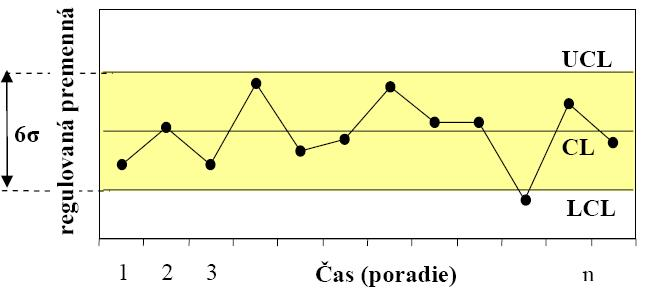 regulovaná premenná
6σ
UCL
CL
LCL
1 2 3 Čas (poradie) n